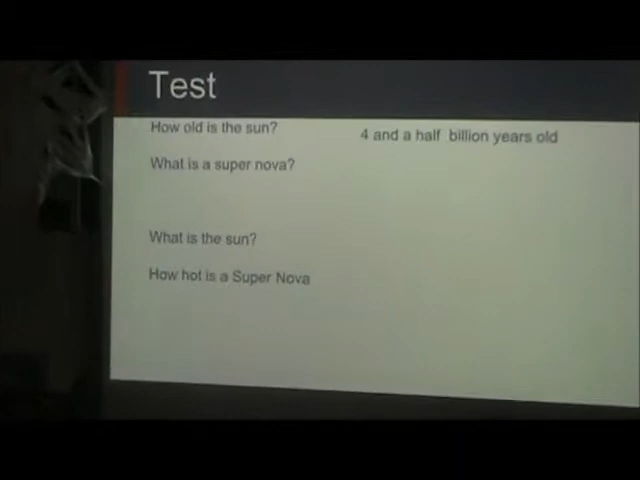 Test
How old is the sun? 4 and a half billion years old
What is a super nova?
What is the sun?
How hot is a Super Nova